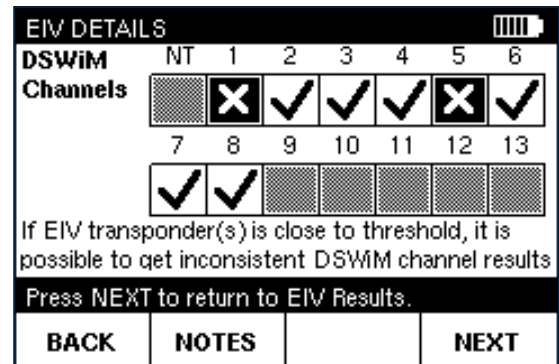 EIV DETAILS
DSWiM NT 1 2 3 4 5 6
Channels
7 8 9 10 11 12 13
If EIV transponder(s) is close to threshold, it is
possible to get inconsistent DSWiM channel results
Press NEXT to return to EIV Results.
BACK NOTES NEXT